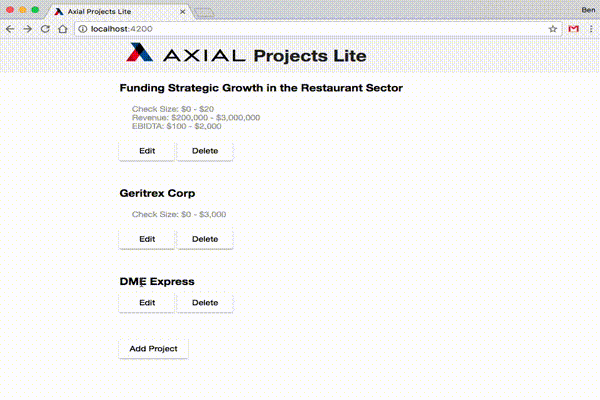 Axial Projects Lite
Ben
localhost:4200
AXIAL Projects Lite
Funding Strategic Growth in the Restaurant Sector
Check Size: $0 - $20
Revenue: $200,000 - $3,000,000
EBIDTA: $100 - $2,000
Edit Delete
Geritrex Corp
Check Size: $0 - $3,000
Edit Delete
DME Express
Edit Delete
Add Project